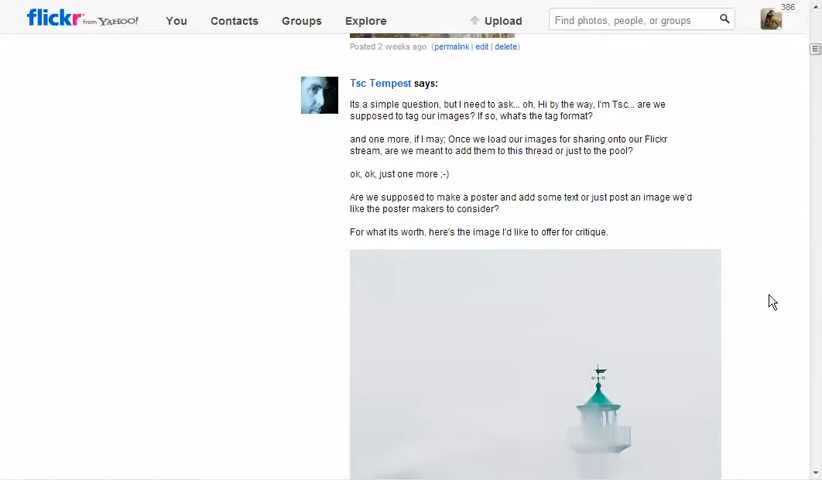 flickr from YAHOO! You Contacts Groups Explore Upload Find photos, people, or groups 386
Posted 2 weeks ago. (permalink | edit | delete)
Tsc Tempest says:
Its a simple question, but I need to ask... oh, Hi by the way, I'm Tsc... are we
supposed to tag our images? If so, what's the tag format?
and one more, if I may; Once we load our images for sharing onto our Flickr
stream, are we meant to add them to this thread or just to the pool?
ok, ok, just one more ;-)
Are we supposed to make a poster and add some text or just post an image we'd
like the poster makers to consider?
For what its worth, here's the image I'd like to offer for critique.